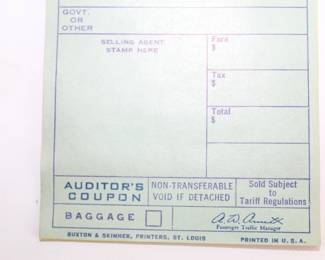 GOVT.
OR
OTHER
SELLING AGENT
STAMP HERE
Fare
$
Tax
$
Total
$
AUDITOR'S
COUPON
NON-TRANSFERABLE
VOID IF DETACHED
Sold Subject to
Tariff Regulations
BAGGAGE
Passenger Traffic Manager
BUXTON & SKINNER, PRINTERS, ST. LOUIS
PRINTED IN U.S.A.